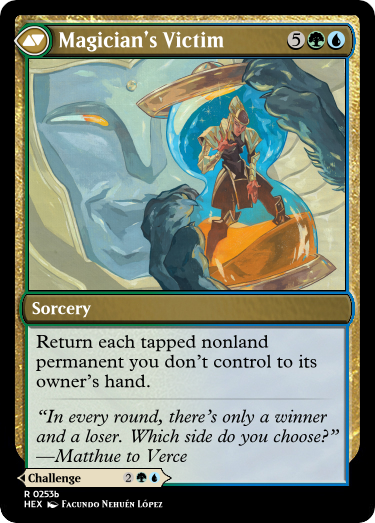 Magician's Victim 5
Sorcery
Return each tapped nonland
permanent you don't control to its
owner's hand.
"In every round, there's only a winner
and a loser. Which side do you choose?"
—Matthue to Verce
Challenge 2
R 0253b
HEX Facundo Nehuén López